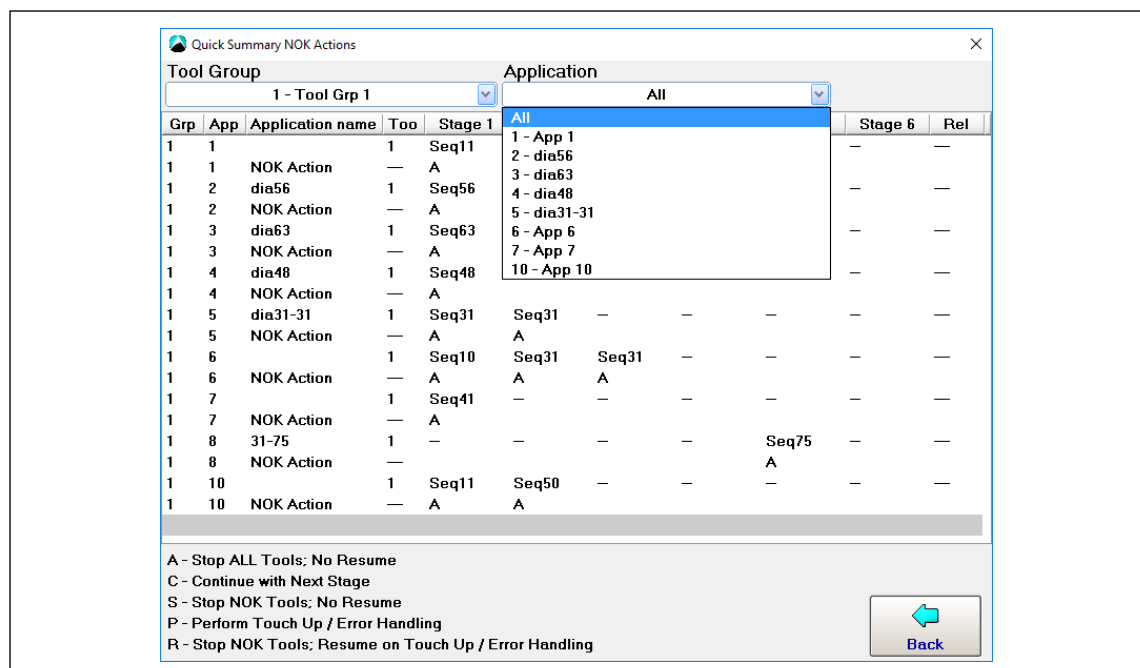 Quick Summary NOK Actions
Tool Group Application
1 - Tool Grp 1 All
Grp App Application name Too Stage 1 All Stage 6 Rel
1 1 1 Seq11 1 - App 1 — —
1 1 NOK Action — A 2 - dia56
1 2 dia56 1 Seq56 3 - dia63 — —
1 2 NOK Action — A 4 - dia48
1 3 dia63 1 Seq63 5 - dia31-31 — —
1 3 NOK Action — A 6 - App 6
1 4 dia48 1 Seq48 7 - App 7 — —
10 - App 10
1 4 NOK Action — A
1 5 dia31-31 1 Seq31 Seq31 — — — — —
1 5 NOK Action — A A
1 6 1 Seq10 Seq31 Seq31 — — — —
1 6 NOK Action — A A A
1 7 1 Seq41 — — — — — —
1 7 NOK Action — A
1 8 31-75 1 — — — — Seq75 — —
1 8 NOK Action — A
1 10 1 Seq11 Seq50 — — — — —
1 10 NOK Action — A A
A - Stop ALL Tools; No Resume
C - Continue with Next Stage
S - Stop NOK Tools; No Resume
P - Perform Touch Up / Error Handling
R - Stop NOK Tools; Resume on Touch Up / Error Handling
Back